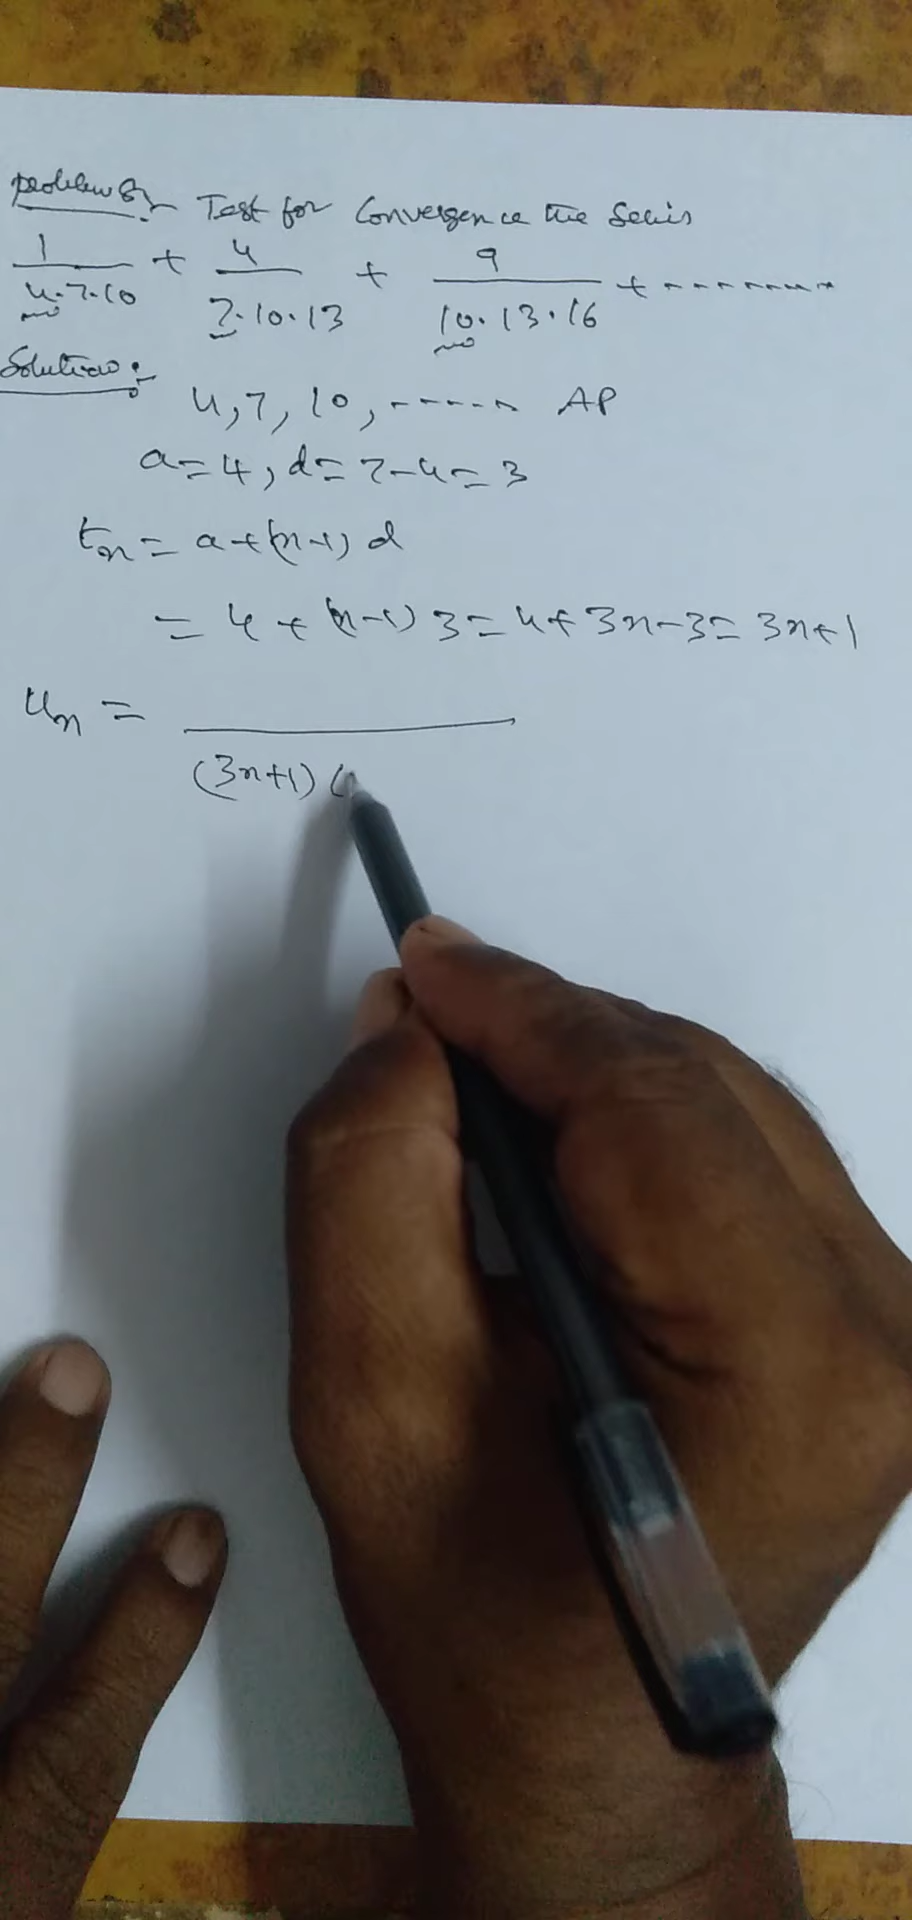 Problem 8:- Test for Convergence the Series
1/4.7.10 + 4/7.10.13 + 9/10.13.16 + --------
Solution:-
4,7,10,------ AP
a=4, d=7-4=3
tn = a+(n-1)d
= 4+(n-1)3=4+3n-3=3n+1
un = ———
(3n+1)(